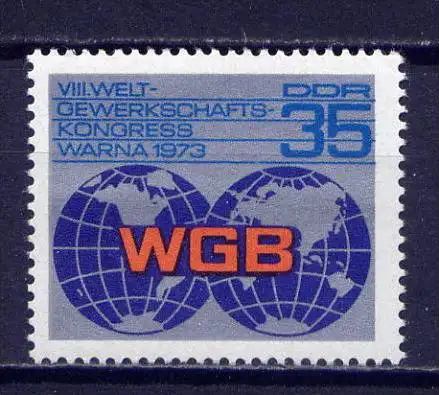 VIII.WELT-
GEWERKSCHAFTS-
KONGRESS
WARNA 1973
DDR
35
WGB